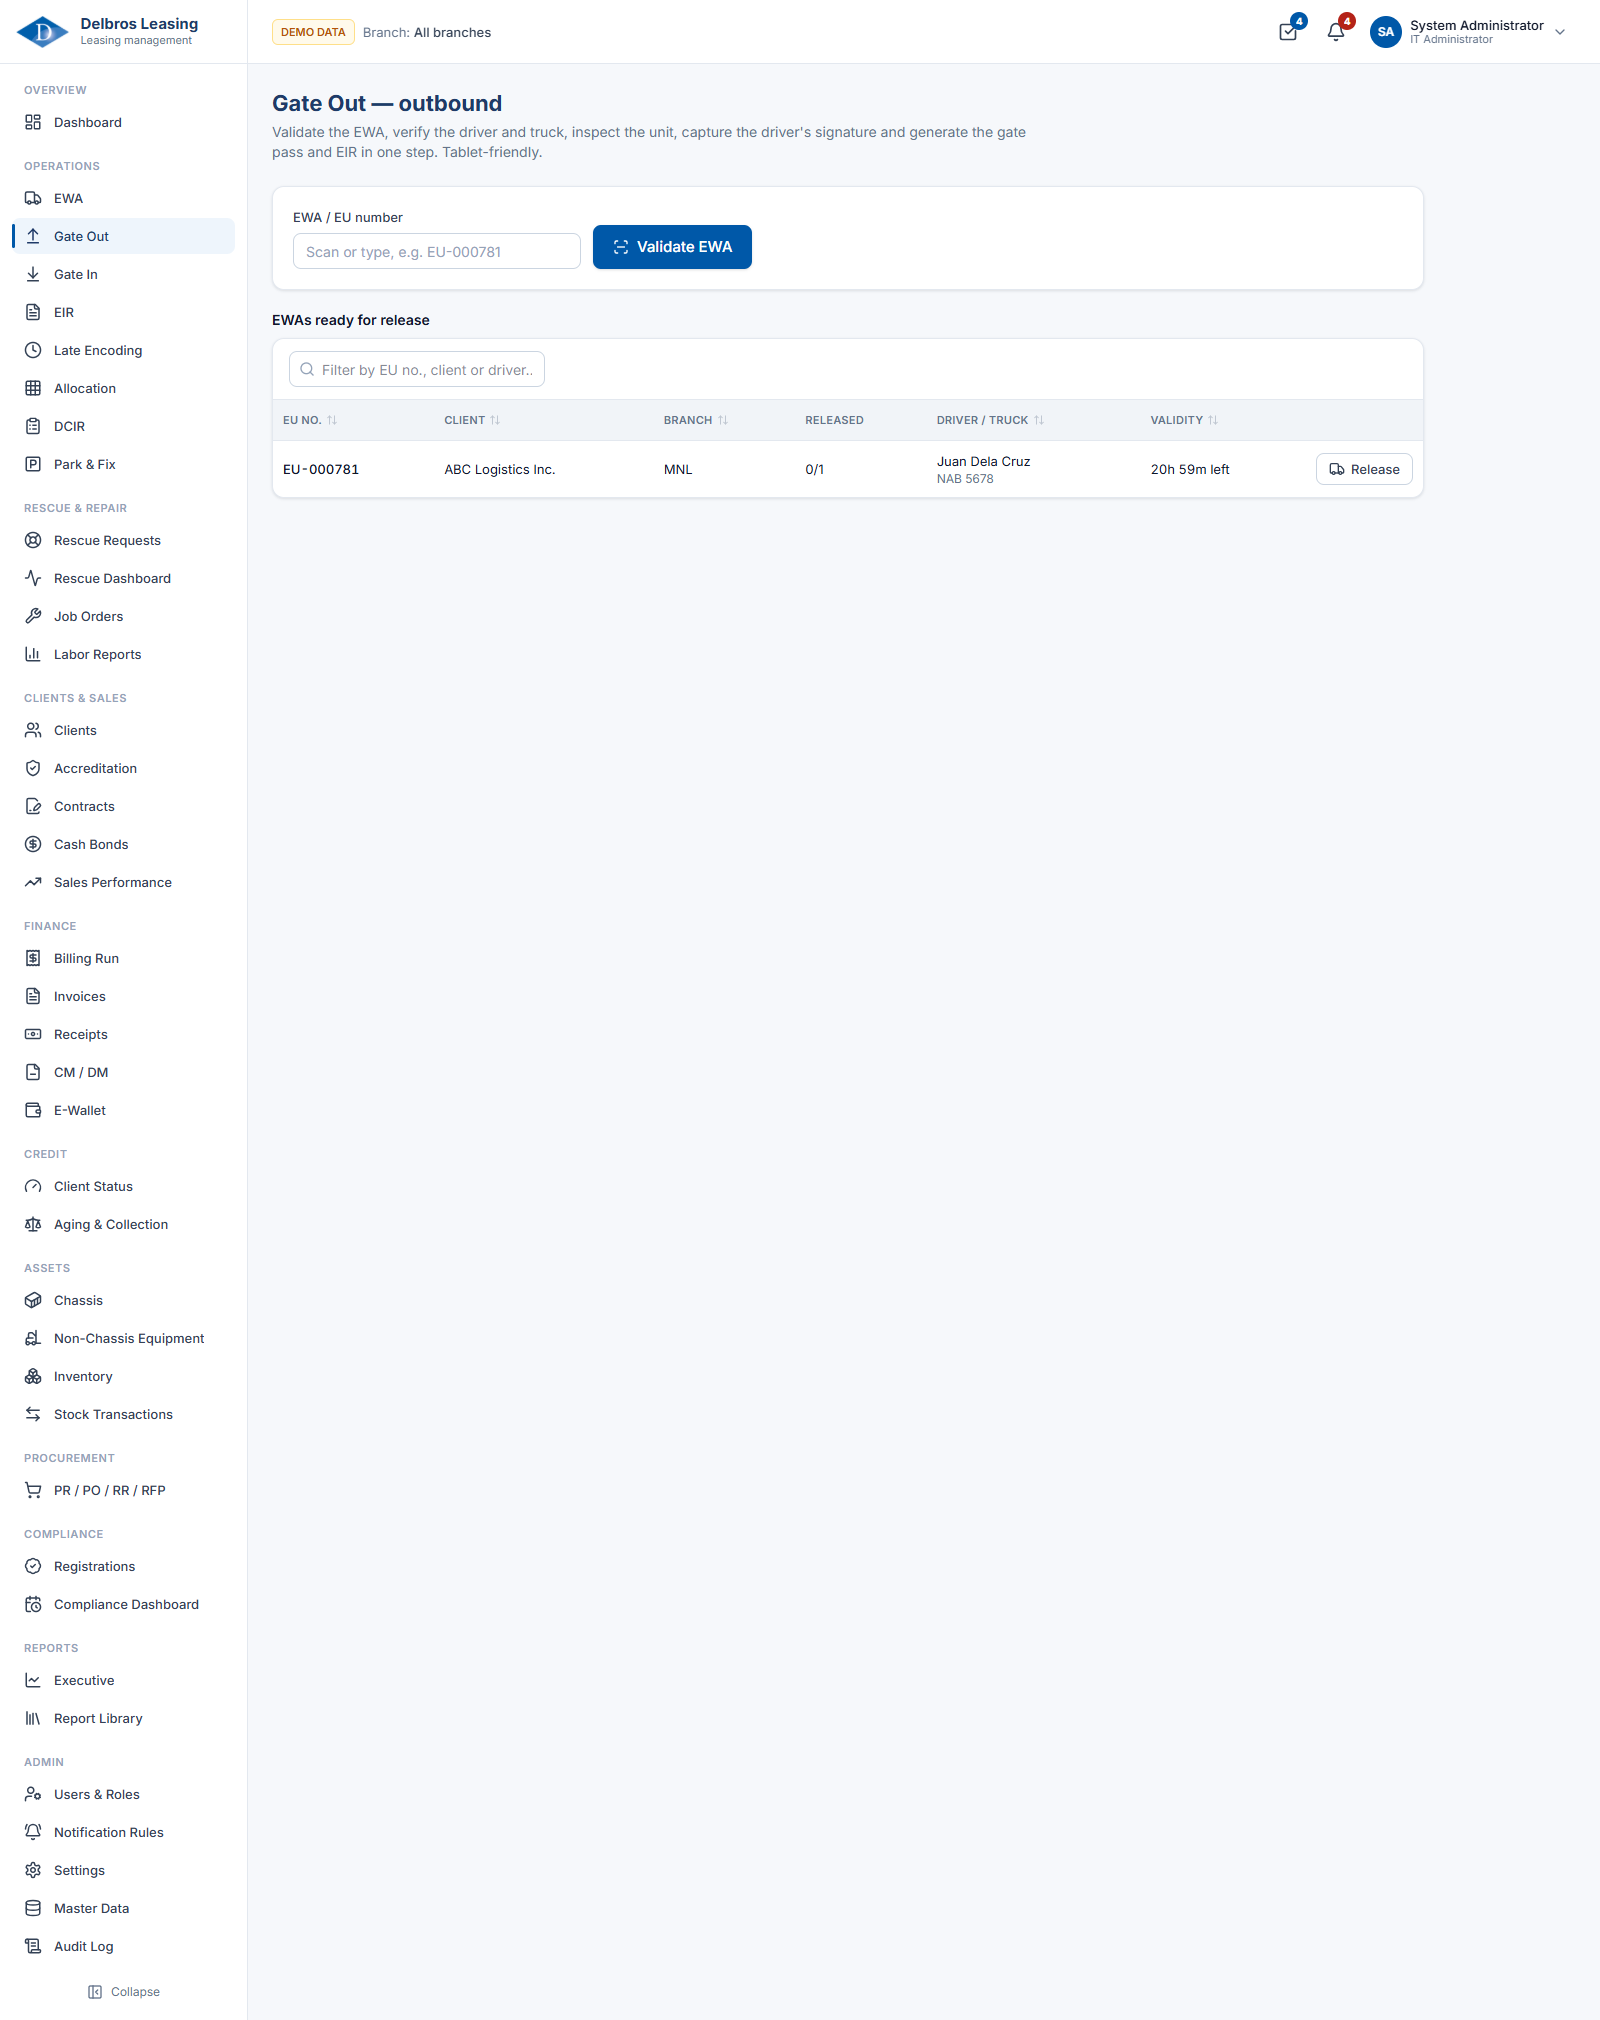 Delbros Leasing
Leasing management
DEMO DATA
Branch: All branches
4
4
SA
System Administrator
IT Administrator
OVERVIEW
Dashboard
OPERATIONS
EWA
Gate Out
Gate In
EIR
Late Encoding
Allocation
DCIR
Park & Fix
RESCUE & REPAIR
Rescue Requests
Rescue Dashboard
Job Orders
Labor Reports
CLIENTS & SALES
Clients
Accreditation
Contracts
Cash Bonds
Sales Performance
FINANCE
Billing Run
Invoices
Receipts
CM / DM
E-Wallet
CREDIT
Client Status
Aging & Collection
ASSETS
Chassis
Non-Chassis Equipment
Inventory
Stock Transactions
PROCUREMENT
PR / PO / RR / RFP
COMPLIANCE
Registrations
Compliance Dashboard
REPORTS
Executive
Report Library
ADMIN
Users & Roles
Notification Rules
Settings
Master Data
Audit Log
Collapse
Gate Out — outbound
Validate the EWA, verify the driver and truck, inspect the unit, capture the driver's signature and generate the gate
pass and EIR in one step. Tablet-friendly.
EWA / EU number
Scan or type, e.g. EU-000781
Validate EWA
EWAs ready for release
Filter by EU no., client or driver..
EU NO. CLIENT BRANCH RELEASED DRIVER / TRUCK VALIDITY
EU-000781 ABC Logistics Inc. MNL 0/1 Juan Dela Cruz 20h 59m left Release
NAB 5678